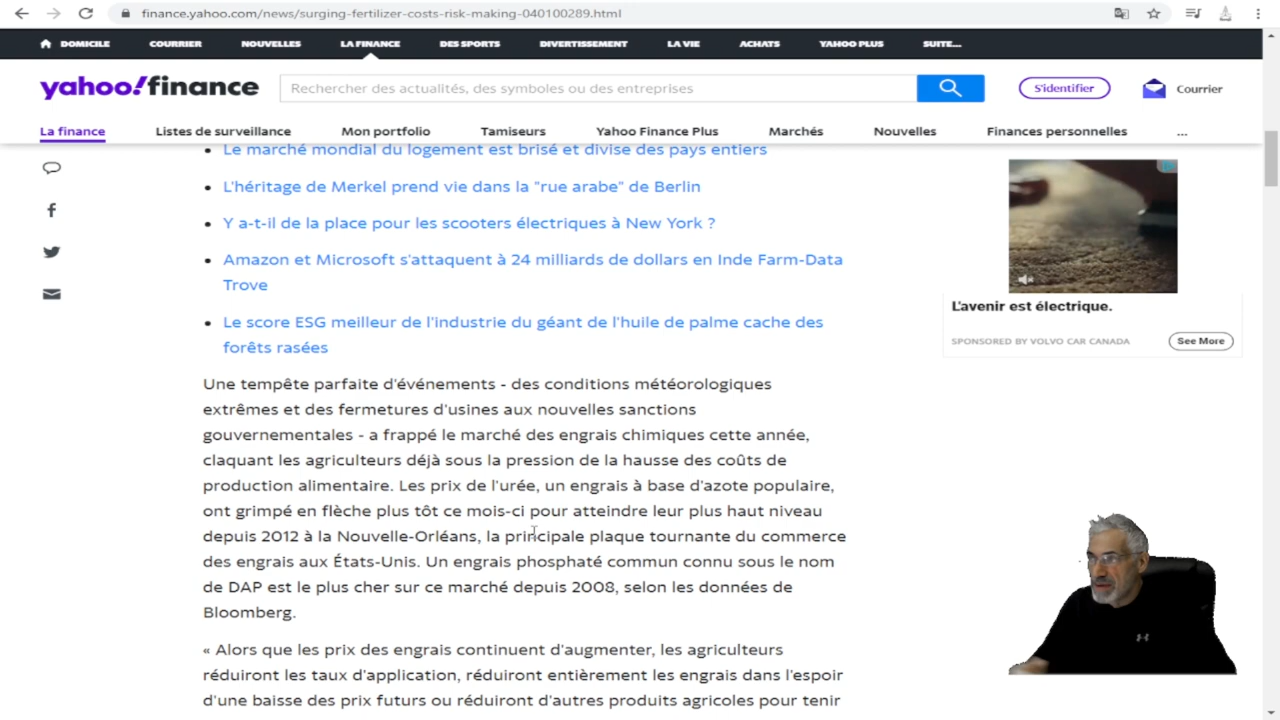 finance.yahoo.com/news/surging-fertilizer-costs-risk-making-040100289.html
DOMICILE COURRIER NOUVELLES LA FINANCE DES SPORTS DIVERTISSEMENT LA VIE ACHATS YAHOO PLUS SUITE...
yahoo!finance
Rechercher des actualités, des symboles ou des entreprises
S'identifier
Courrier
La finance Listes de surveillance Mon portfolio Tamiseurs Yahoo Finance Plus Marchés Nouvelles Finances personnelles ...
• Le marché mondial du logement est brisé et divise des pays entiers
• L'héritage de Merkel prend vie dans la "rue arabe" de Berlin
• Y a-t-il de la place pour les scooters électriques à New York ?
• Amazon et Microsoft s'attaquent à 24 milliards de dollars en Inde Farm-Data
Trove
• Le score ESG meilleur de l'industrie du géant de l'huile de palme cache des
forêts rasées
Une tempête parfaite d'événements - des conditions météorologiques
extrêmes et des fermetures d'usines aux nouvelles sanctions
gouvernementales - a frappé le marché des engrais chimiques cette année,
claquant les agriculteurs déjà sous la pression de la hausse des coûts de
production alimentaire. Les prix de l'urée, un engrais à base d'azote populaire,
ont grimpé en flèche plus tôt ce mois-ci pour atteindre leur plus haut niveau
depuis 2012 à la Nouvelle-Orléans, la principale plaque tournante du commerce
des engrais aux États-Unis. Un engrais phosphaté commun connu sous le nom
de DAP est le plus cher sur ce marché depuis 2008, selon les données de
Bloomberg.
« Alors que les prix des engrais continuent d'augmenter, les agriculteurs
réduiront les taux d'application, réduiront entièrement les engrais dans l'espoir
d'une baisse des prix futurs ou réduiront d'autres produits agricoles pour tenir
L'avenir est électrique.
SPONSORED BY VOLVO CAR CANADA
See More